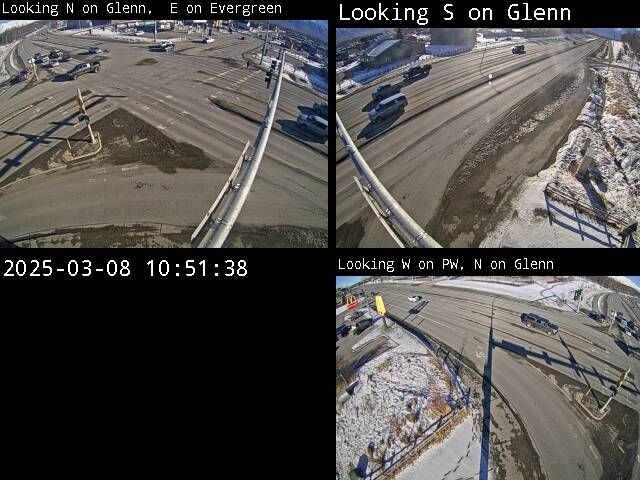 Looking N on Glenn,  E on Evergreen
Looking S on Glenn
2025-03-08 10:51:38
Looking W on PW, N on Glenn